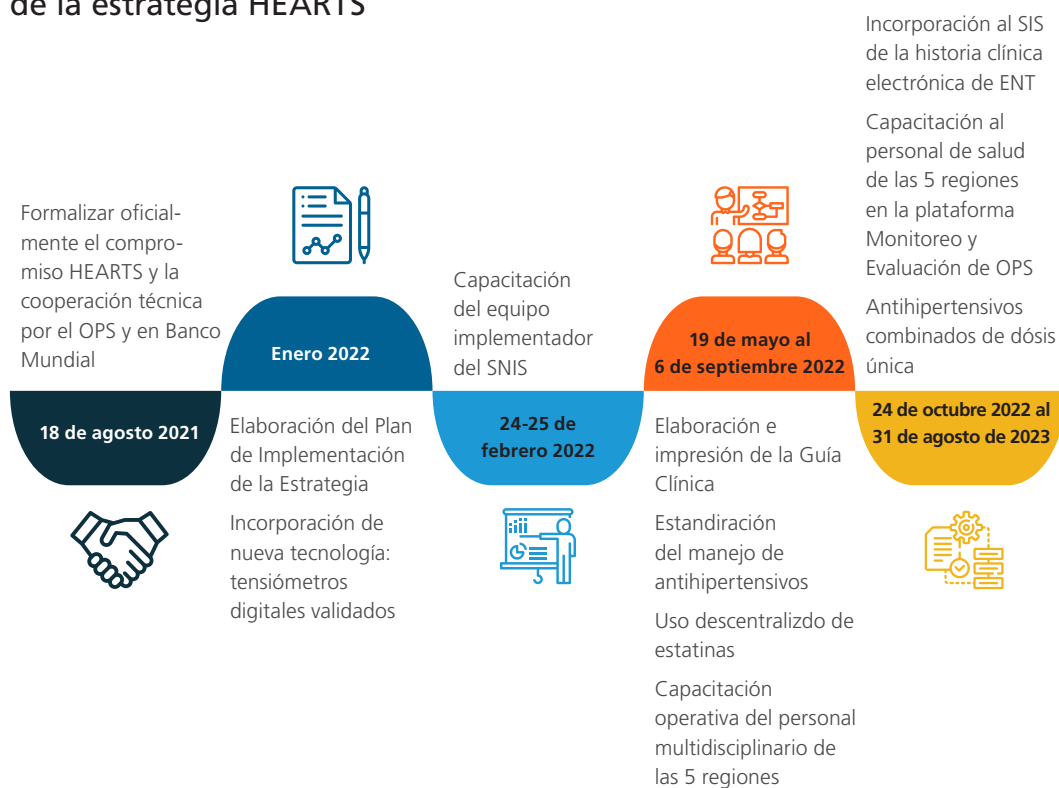 de la estrategia HEARTS
Formalizar oficial-
mente el compro-
miso HEARTS y la
cooperación técnica
por el OPS y en Banco
Mundial
18 de agosto 2021
Enero 2022
Elaboración del Plan
de Implementación
de la Estrategia
Incorporación de
nueva tecnología:
tensiómetros
digitales validados
Capacitación
del equipo
implementador
del SNIS
24-25 de
febrero 2022
19 de mayo al
6 de septiembre 2022
Elaboración e
impresión de la Guía
Clínica
Estandiración
del manejo de
antihipertensivos
Uso descentralizdo de
estatinas
Capacitación
operativa del personal
multidisciplinario de
las 5 regiones
Incorporación al SIS
de la historia clínica
electrónica de ENT
Capacitación al
personal de salud
de las 5 regiones
en la plataforma
Monitoreo y
Evaluación de OPS
Antihipertensivos
combinados de dósis
única
24 de octubre 2022 al
31 de agosto de 2023